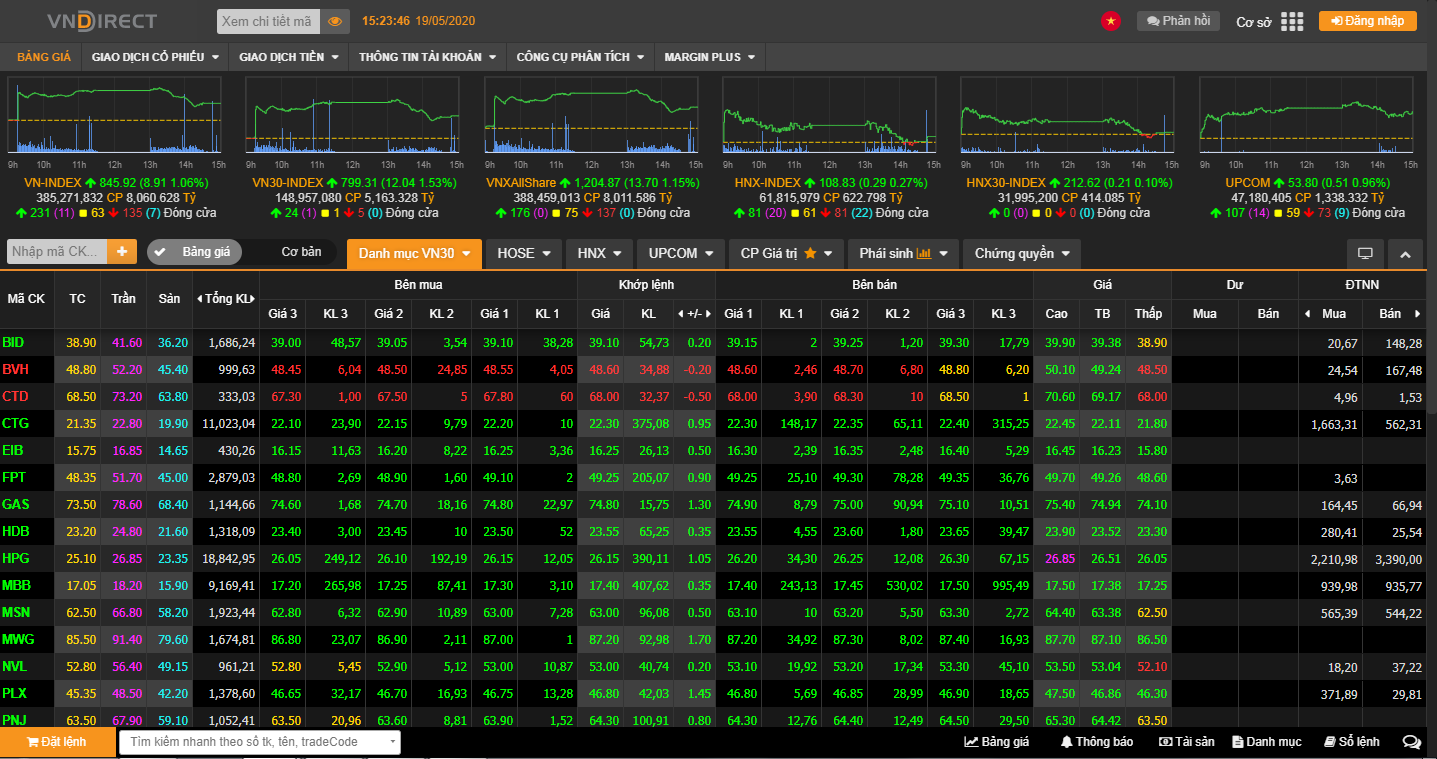 VNDIRECT Xem chi tiết mã 15:23:46 19/05/2020 Phản hồi Cơ sở Đăng nhập
BẢNG GIÁ GIAO DỊCH CỔ PHIẾU GIAO DỊCH TIỀN THÔNG TIN TÀI KHOẢN CÔNG CỤ PHÂN TÍCH MARGIN PLUS
9h 10h 11h 12h 13h 14h 15h 9h 10h 11h 12h 13h 14h 15h 9h 10h 11h 12h 13h 14h 15h 9h 10h 11h 12h 13h 14h 15h 9h 10h 11h 12h 13h 14h 15h 9h 10h 11h 12h 13h 14h 15h
VN-INDEX 845.92 (8.91 1.06%) VN30-INDEX 799.31 (12.04 1.53%) VNXAllShare 1,204.87 (13.70 1.15%) HNX-INDEX 108.83 (0.29 0.27%) HNX30-INDEX 212.62 (0.21 0.10%) UPCOM 53.80 (0.51 0.96%)
385,271,832 CP 8,060.628 Tỷ 148,957,080 CP 5,163.328 Tỷ 388,459,013 CP 8,011.586 Tỷ 61,815,979 CP 622.798 Tỷ 31,995,200 CP 414.085 Tỷ 47,180,405 CP 1,338.332 Tỷ
231 (11) 63 135 (7) Đóng cửa 24 (1) 1 5 (0) Đóng cửa 176 (0) 75 137 (0) Đóng cửa 81 (20) 61 81 (22) Đóng cửa 0 (0) 0 0 (0) Đóng cửa 107 (14) 59 73 (9) Đóng cửa
Nhập mã CK... + Bảng giá Cơ bản Danh mục VN30 HOSE HNX UPCOM CP Giá trị Phái sinh Chứng quyền
Mã CK TC Trần Sàn Tổng KL Bên mua Khớp lệnh Bên bán Giá Dư ĐTNN
Giá 3 KL 3 Giá 2 KL 2 Giá 1 KL 1 Giá KL +/- Giá 1 KL 1 Giá 2 KL 2 Giá 3 KL 3 Cao TB Thấp Mua Bán Mua Bán
BID 38.90 41.60 36.20 1,686,24 39.00 48,57 39.05 3,54 39.10 38,28 39.10 54,73 0.20 39.15 2 39.25 1,20 39.30 17,79 39.90 39.38 38.90 20,67 148,28
BVH 48.80 52.20 45.40 999,63 48.45 6,04 48.50 24,85 48.55 4,05 48.60 34,88 -0.20 48.60 2,46 48.70 6,80 48.80 6,20 50.10 49.24 48.50 24,54 167,48
CTD 68.50 73.20 63.80 333,03 67.30 1,00 67.50 5 67.80 60 68.00 32,37 -0.50 68.00 3,90 68.30 10 68.50 1 70.60 69.17 68.00 4,96 1,53
CTG 21.35 22.80 19.90 11,023,04 22.10 23,90 22.15 9,79 22.20 10 22.30 375,08 0.95 22.30 148,17 22.35 65,11 22.40 315,25 22.45 22.11 21.80 1,663,31 562,31
EIB 15.75 16.85 14.65 430,26 16.15 11,63 16.20 8,22 16.25 3,36 16.25 26,13 0.50 16.30 2,39 16.35 2,48 16.40 5,29 16.45 16.23 15.80
FPT 48.35 51.70 45.00 2,879,03 48.80 2,69 48.90 1,60 49.10 2 49.25 205,07 0.90 49.25 25,10 49.30 78,28 49.35 36,76 49.70 49.26 48.60 3,63
GAS 73.50 78.60 68.40 1,144,66 74.60 1,68 74.70 18,16 74.80 22,97 74.80 15,75 1.30 74.90 8,79 75.00 90,94 75.10 10,51 75.40 74.94 74.10 164,45 66,94
HDB 23.20 24.80 21.60 1,318,09 23.40 3,00 23.45 10 23.50 52 23.55 65,25 0.35 23.55 4,55 23.60 1,80 23.65 39,47 23.90 23.52 23.30 280,41 25,54
HPG 25.10 26.85 23.35 18,842,95 26.05 249,12 26.10 192,19 26.15 12,05 26.15 390,11 1.05 26.20 34,30 26.25 12,08 26.30 67,15 26.85 26.51 26.05 2,210,98 3,390,00
MBB 17.05 18.20 15.90 9,169,41 17.20 265,98 17.25 87,41 17.30 3,10 17.40 407,62 0.35 17.40 243,13 17.45 530,02 17.50 995,49 17.50 17.38 17.25 939,98 935,77
MSN 62.50 66.80 58.20 1,923,44 62.80 6,32 62.90 10,89 63.00 7,28 63.00 96,08 0.50 63.10 10 63.20 5,50 63.30 2,72 64.40 63.38 62.50 565,39 544,22
MWG 85.50 91.40 79.60 1,674,81 86.80 23,07 86.90 2,11 87.00 1 87.20 92,98 1.70 87.20 34,92 87.30 8,02 87.40 16,93 87.70 87.10 86.50
NVL 52.80 56.40 49.15 961,21 52.80 5,45 52.90 5,12 53.00 10,87 53.00 40,74 0.20 53.10 19,92 53.20 17,34 53.30 45,10 53.50 53.04 52.10 18,20 37,22
PLX 45.35 48.50 42.20 1,378,60 46.65 32,17 46.70 16,93 46.75 13,28 46.80 42,03 1.45 46.80 5,69 46.85 28,99 46.90 18,65 47.50 46.86 46.30 371,89 29,81
PNJ 63.50 67.90 59.10 1,052,41 63.50 20,96 63.60 8,81 63.90 1,52 64.30 100,91 0.80 64.30 12,76 64.40 12,49 64.50 29,50 65.30 64.42 63.50
Đặt lệnh Tìm kiếm nhanh theo số tk, tên, tradeCode Bảng giá Thông báo Tài sản Danh mục Sổ lệnh